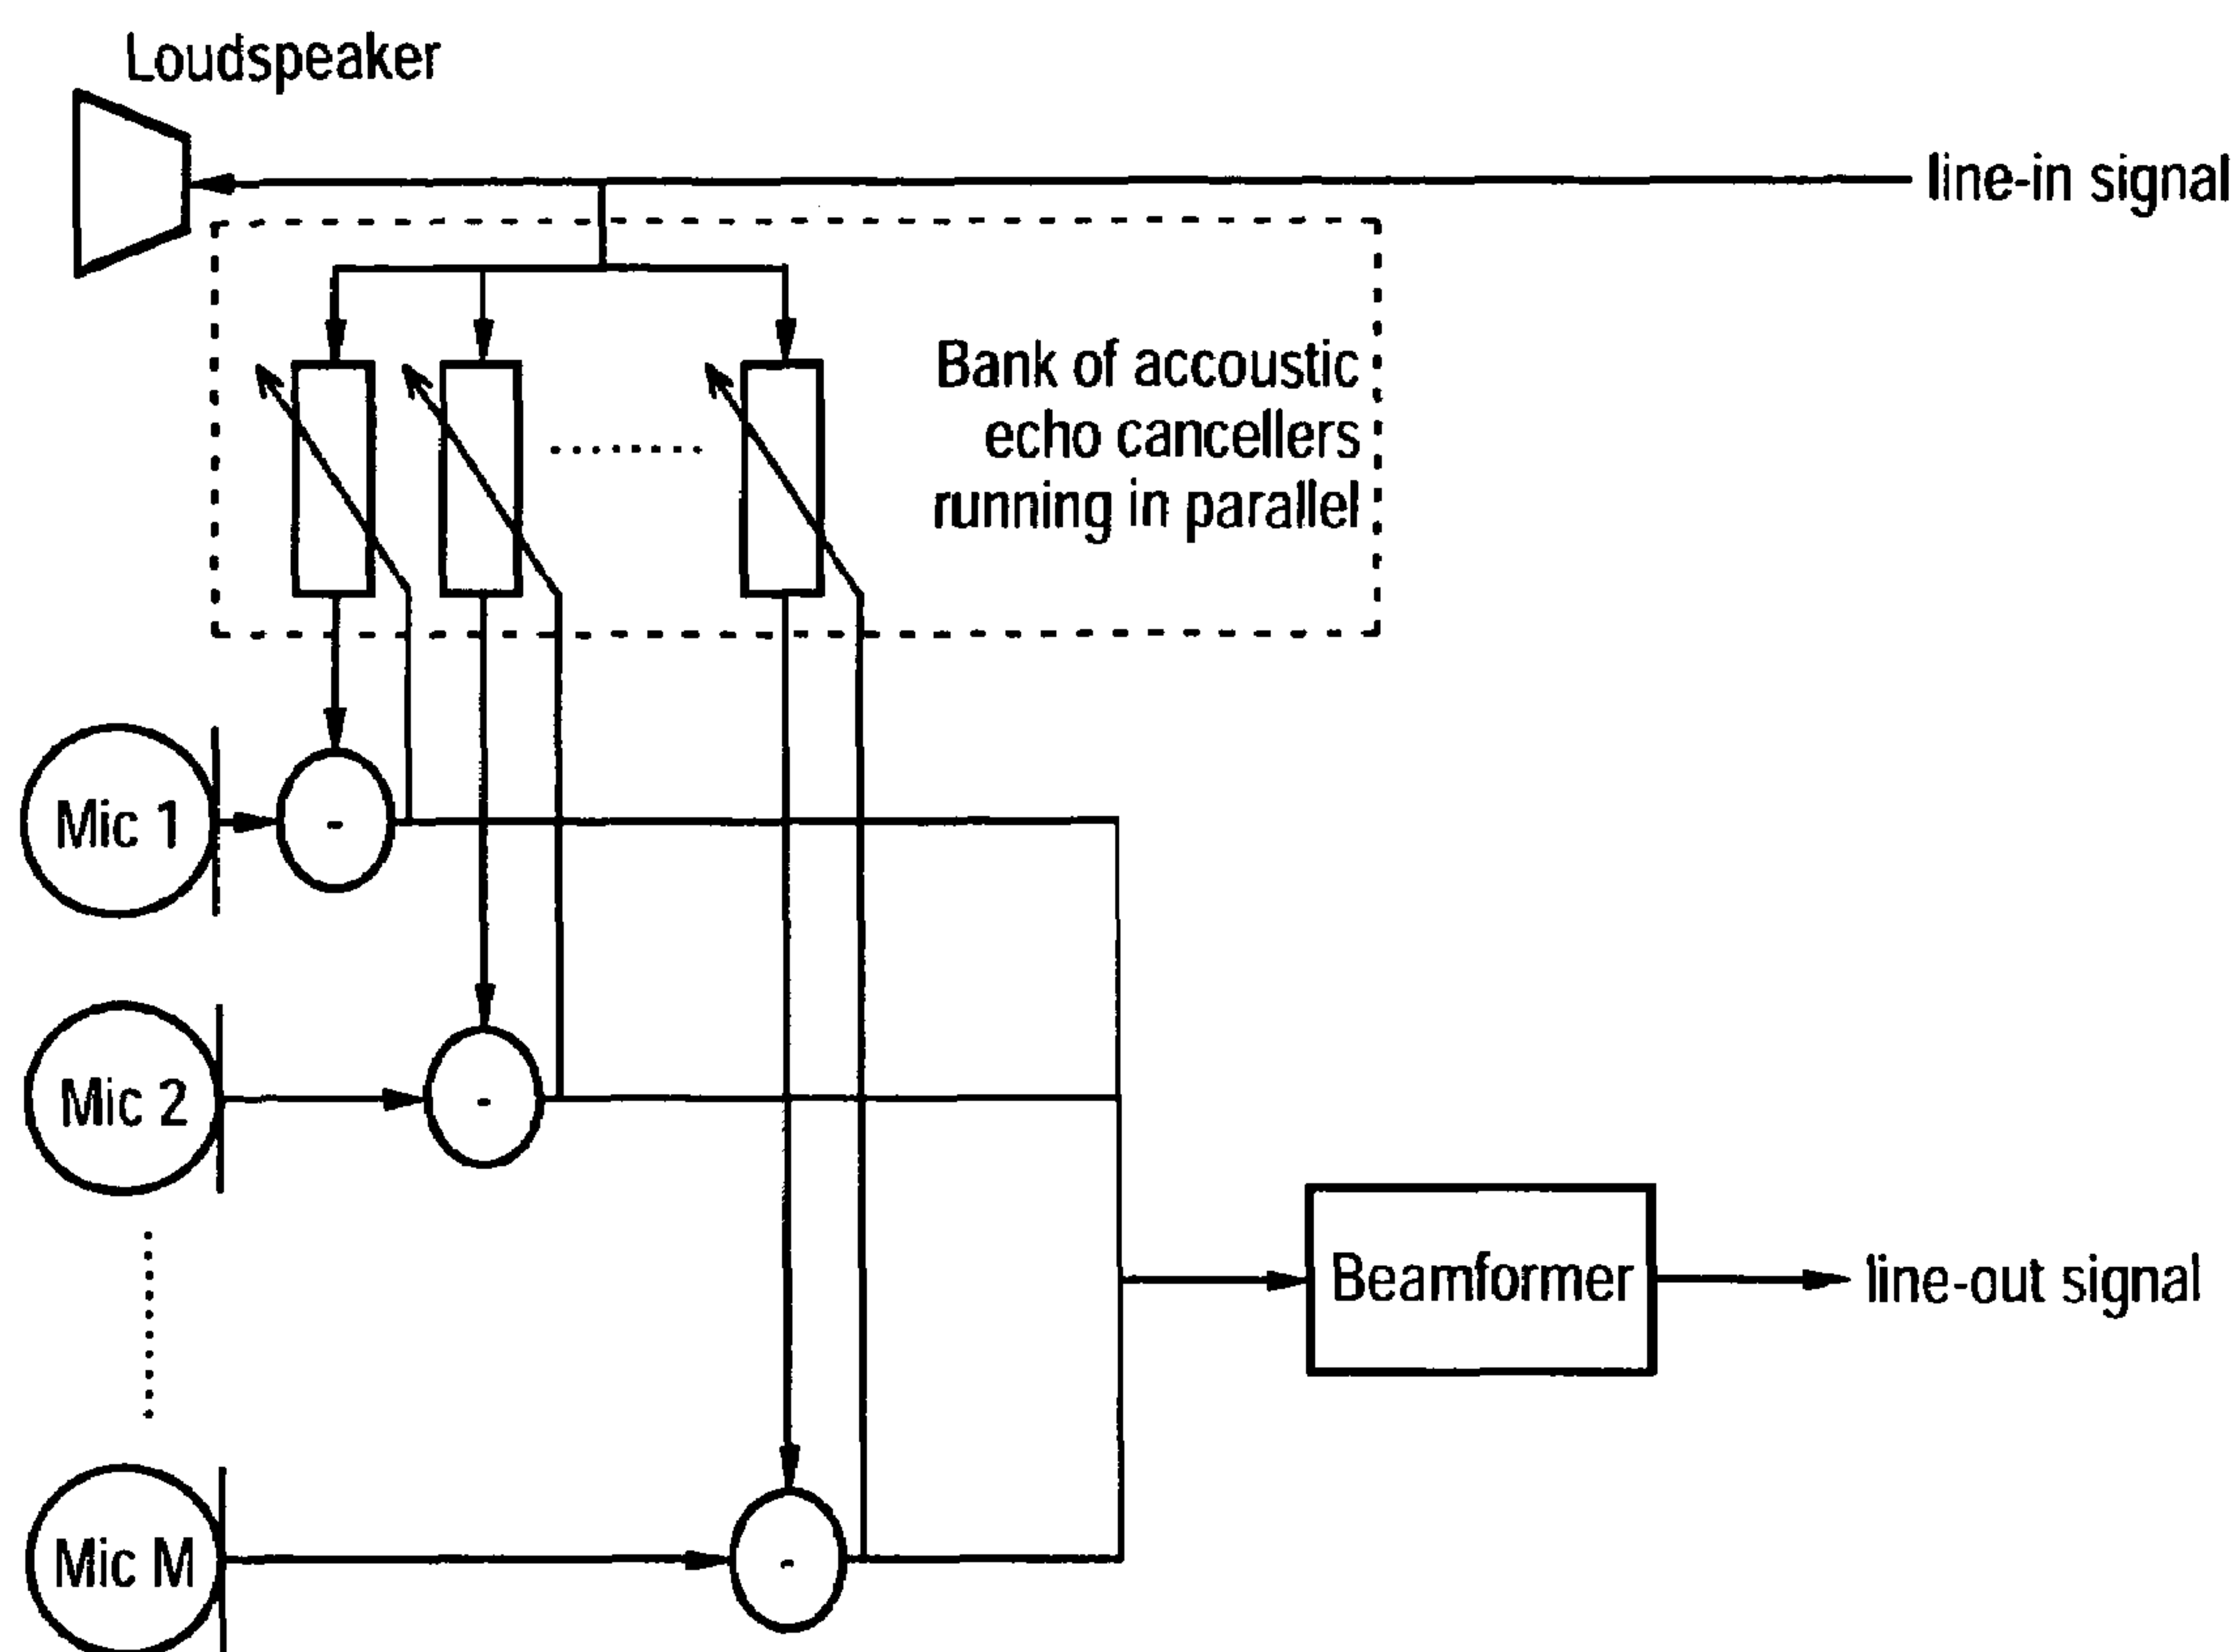 Loudspeaker
line-in signal
Bank of accoustic
echo cancellers
running in parallel
Mic 1
-
Mic 2
-
Beamformer
line-out signal
Mic M
-